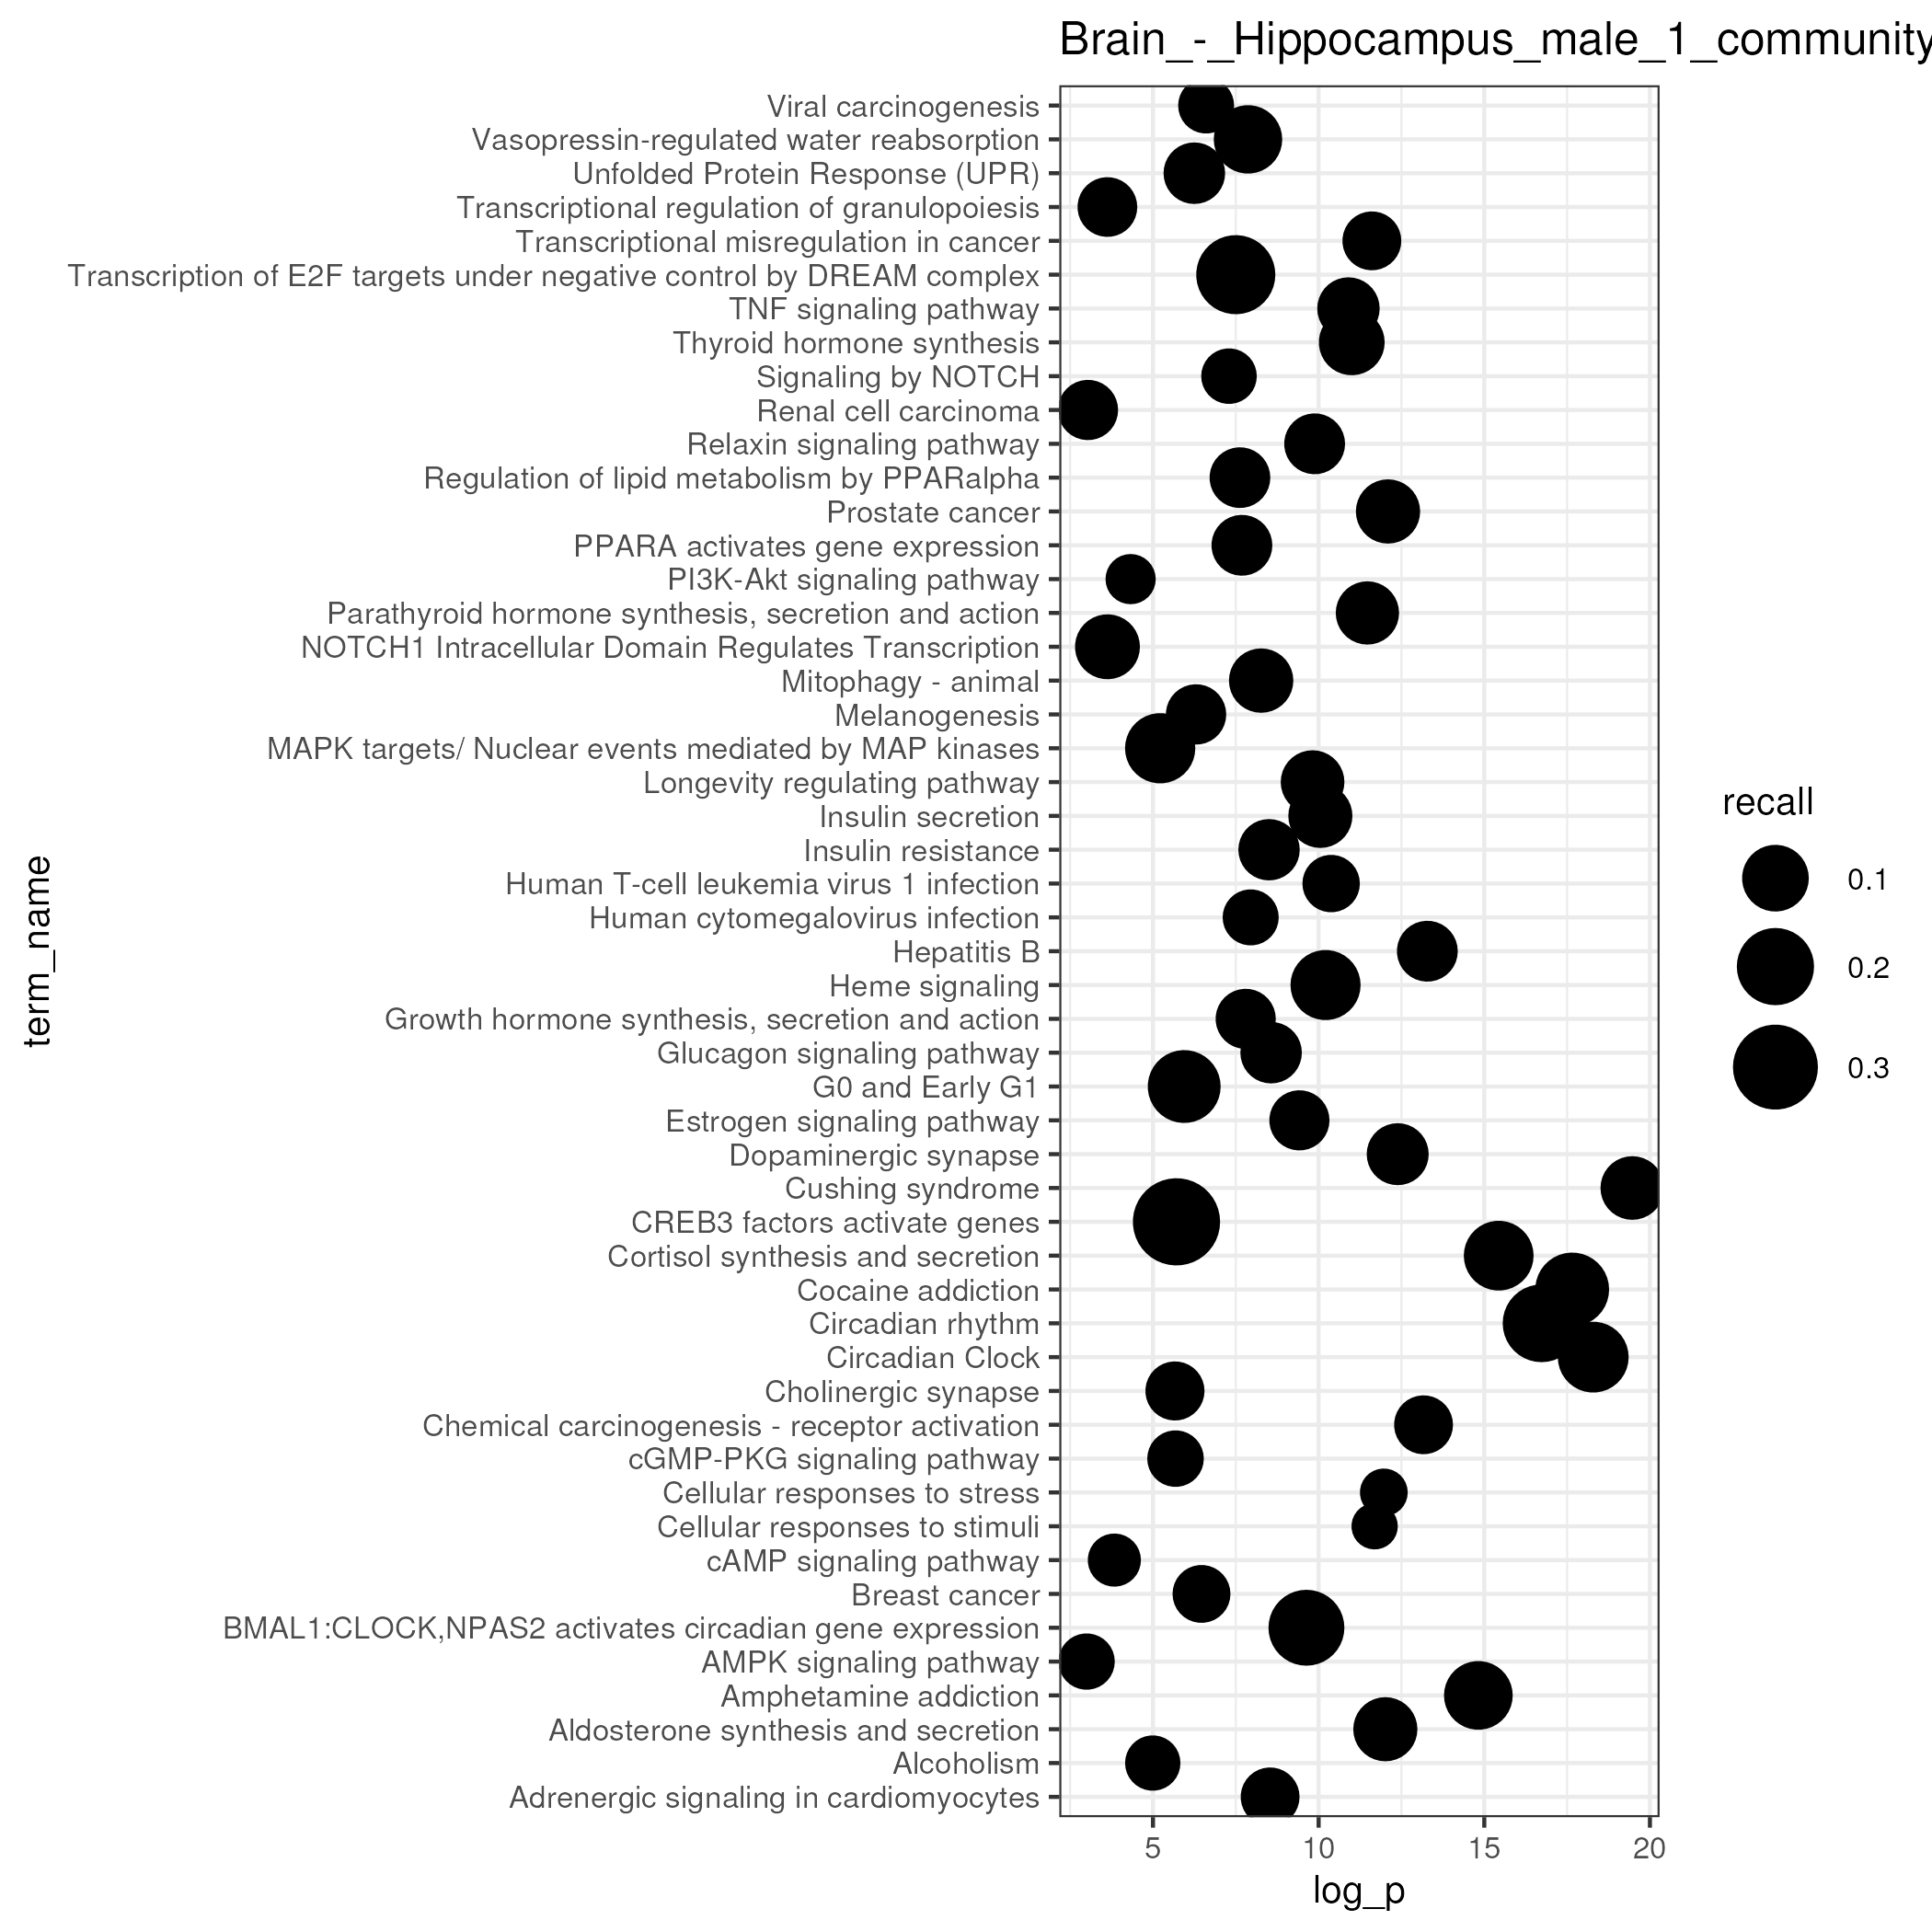 Brain_-_Hippocampus_male_1_community
Viral carcinogenesis
Vasopressin-regulated water reabsorption
Unfolded Protein Response (UPR)
Transcriptional regulation of granulopoiesis
Transcriptional misregulation in cancer
Transcription of E2F targets under negative control by DREAM complex
TNF signaling pathway
Thyroid hormone synthesis
Signaling by NOTCH
Renal cell carcinoma
Relaxin signaling pathway
Regulation of lipid metabolism by PPARalpha
Prostate cancer
PPARA activates gene expression
PI3K-Akt signaling pathway
Parathyroid hormone synthesis, secretion and action
NOTCH1 Intracellular Domain Regulates Transcription
Mitophagy - animal
Melanogenesis
MAPK targets/ Nuclear events mediated by MAP kinases
Longevity regulating pathway
Insulin secretion
Insulin resistance
Human T-cell leukemia virus 1 infection
Human cytomegalovirus infection
Hepatitis B
Heme signaling
Growth hormone synthesis, secretion and action
Glucagon signaling pathway
G0 and Early G1
Estrogen signaling pathway
Dopaminergic synapse
Cushing syndrome
CREB3 factors activate genes
Cortisol synthesis and secretion
Cocaine addiction
Circadian rhythm
Circadian Clock
Cholinergic synapse
Chemical carcinogenesis - receptor activation
cGMP-PKG signaling pathway
Cellular responses to stress
Cellular responses to stimuli
cAMP signaling pathway
Breast cancer
BMAL1:CLOCK,NPAS2 activates circadian gene expression
AMPK signaling pathway
Amphetamine addiction
Aldosterone synthesis and secretion
Alcoholism
Adrenergic signaling in cardiomyocytes
term_name
5 10 15 20
log_p
recall
0.1
0.2
0.3